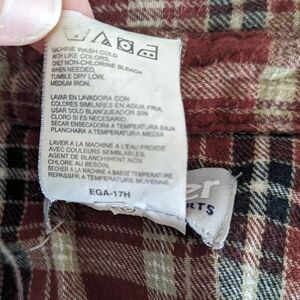 MACHINE WASH COLD
WITH LIKE COLORS.
ONLY NON-CHLORINE BLEACH
WHEN NEEDED.
TUMBLE DRY LOW.
MEDIUM IRON.
LAVAR EN LAVADORA CON
COLORES SIMILARES EN AGUA FRIA,
USAR SOLO BLANQUEADOR SIN
CLORO SI ES NECESARIO.
SECAR EN SECADORA A TEMPERATURA BAJA
PLANCHAR A TEMPERATURA MEDIA.
LAVER A LA MACHINE A L'EAU FROIDE
AVEC COULEURS SEMBLABLES.
AGENT DE BLANCHIMENT NON
CHLORE AU BESOIN.
SECHER A LA MACHINE A BASSE TEMPERATURE.
REPASSER A TEMPERATURE MOYENNE.
EGA-17H
er
RTS